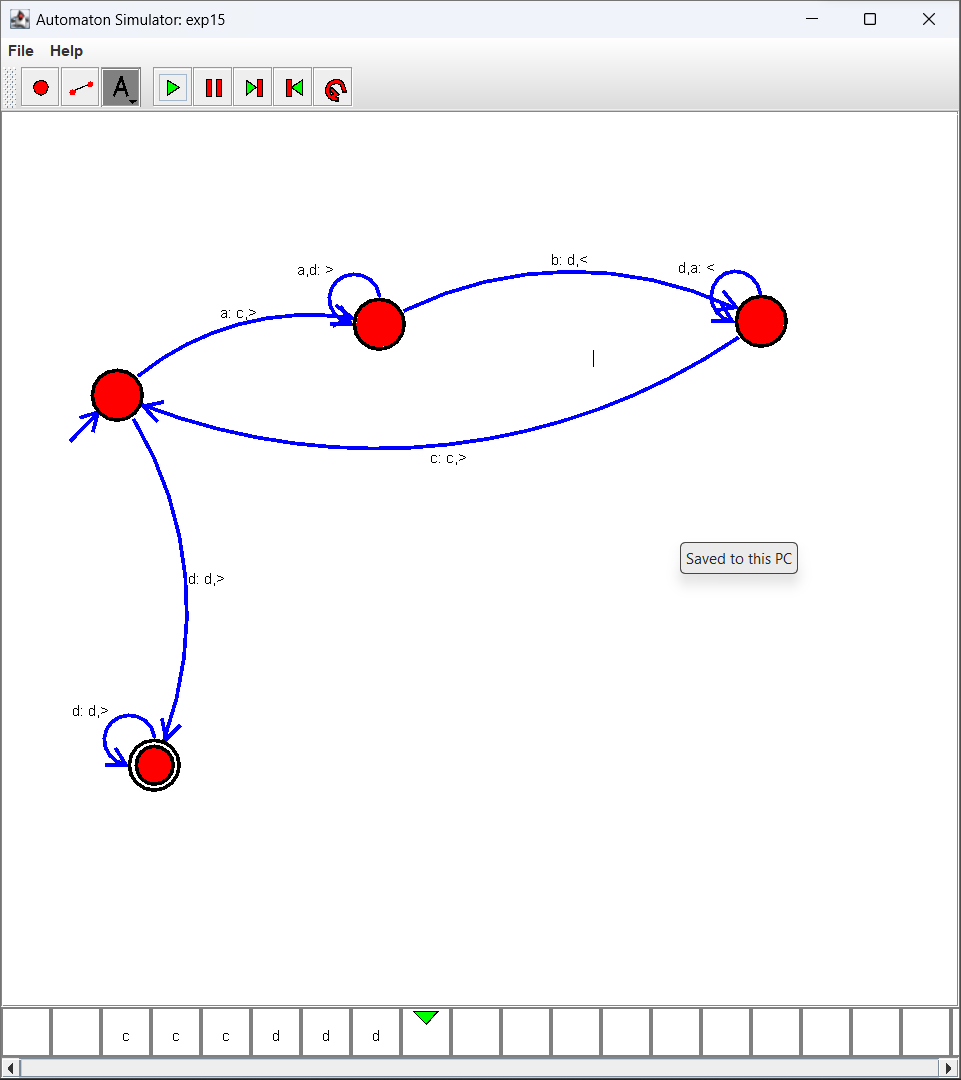 Automaton Simulator: exp15
File Help
A
a,d: >
b: d,<
d,a: <
a: c,>
c: c,>
d: d,>
Saved to this PC
d: d,>
c c c d d d